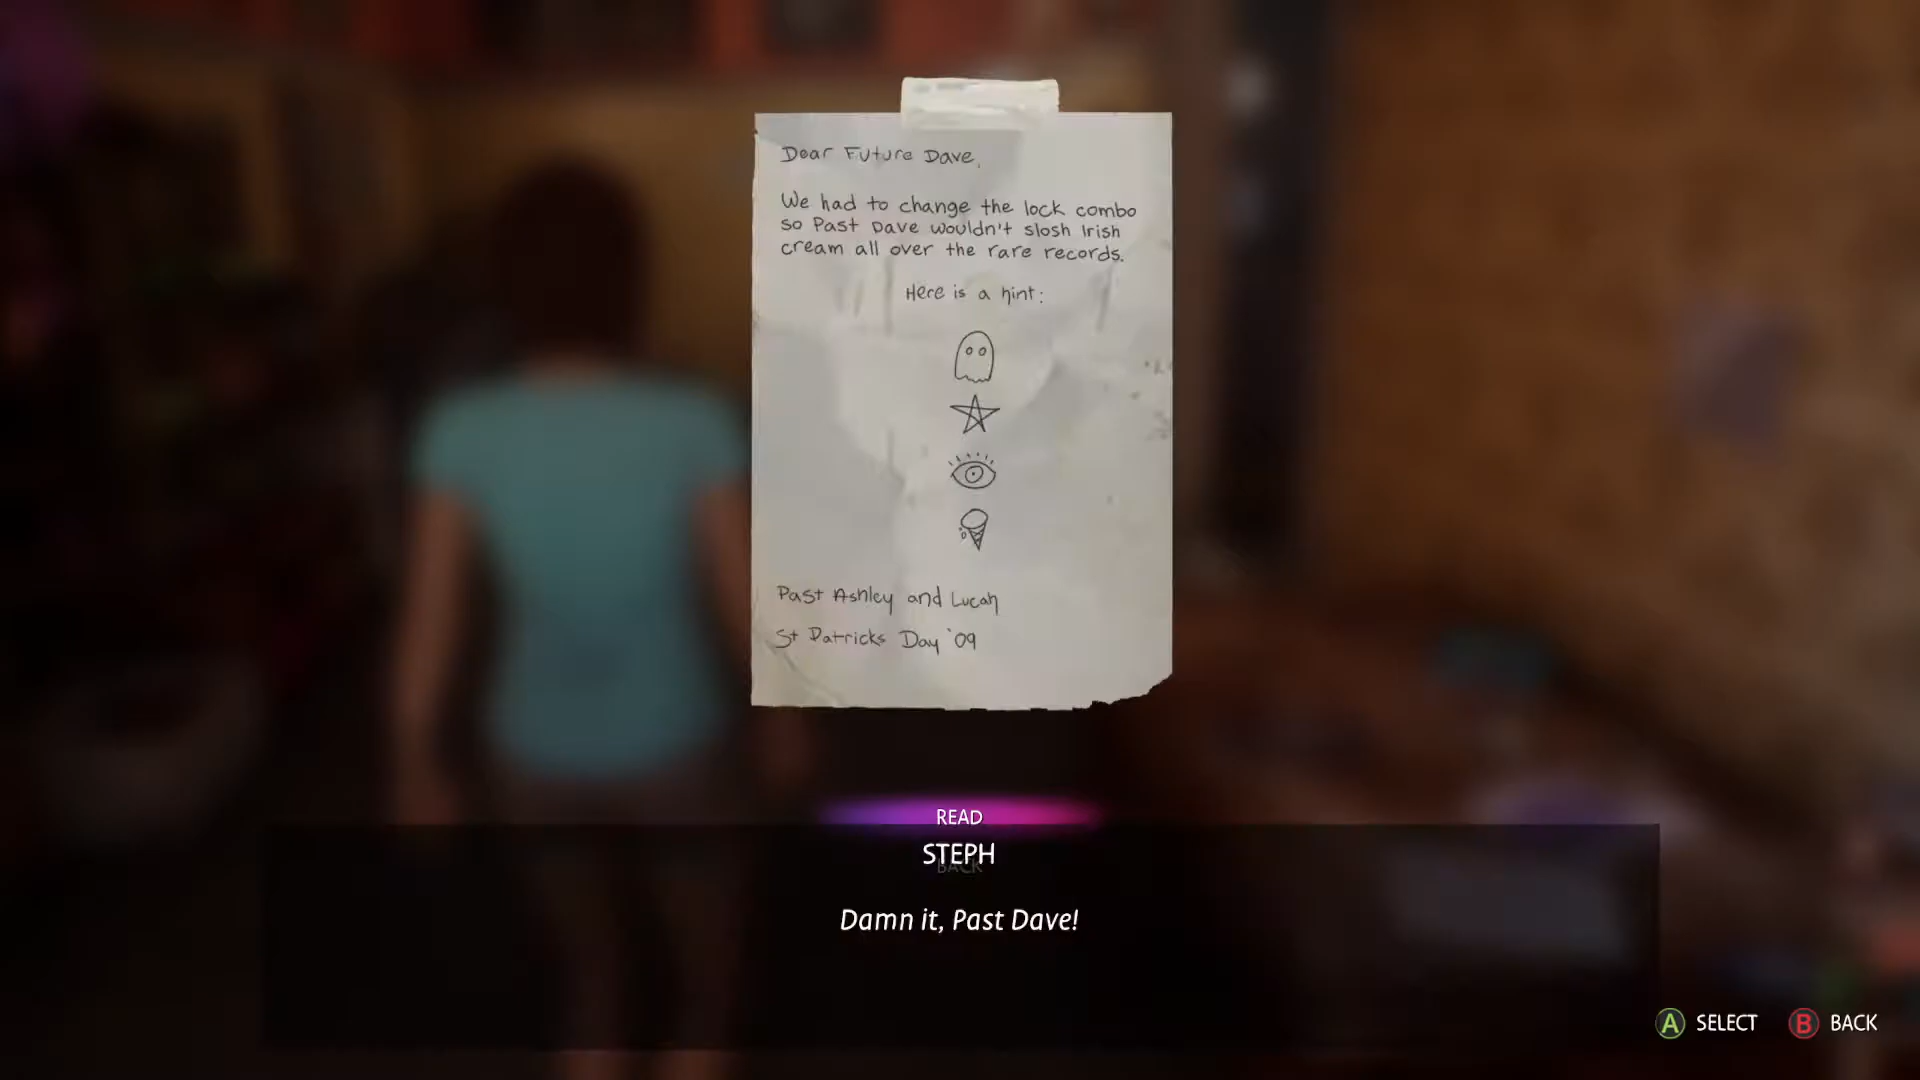 Dear Future Dave,
We had to change the lock combo
so Past Dave wouldn't slosh Irish
cream all over the rare records.
Here is a hint:
Past Ashley and Lucah
St Patricks Day '09
READ
STEPH
BACK
Damn it, Past Dave!
A SELECT B BACK